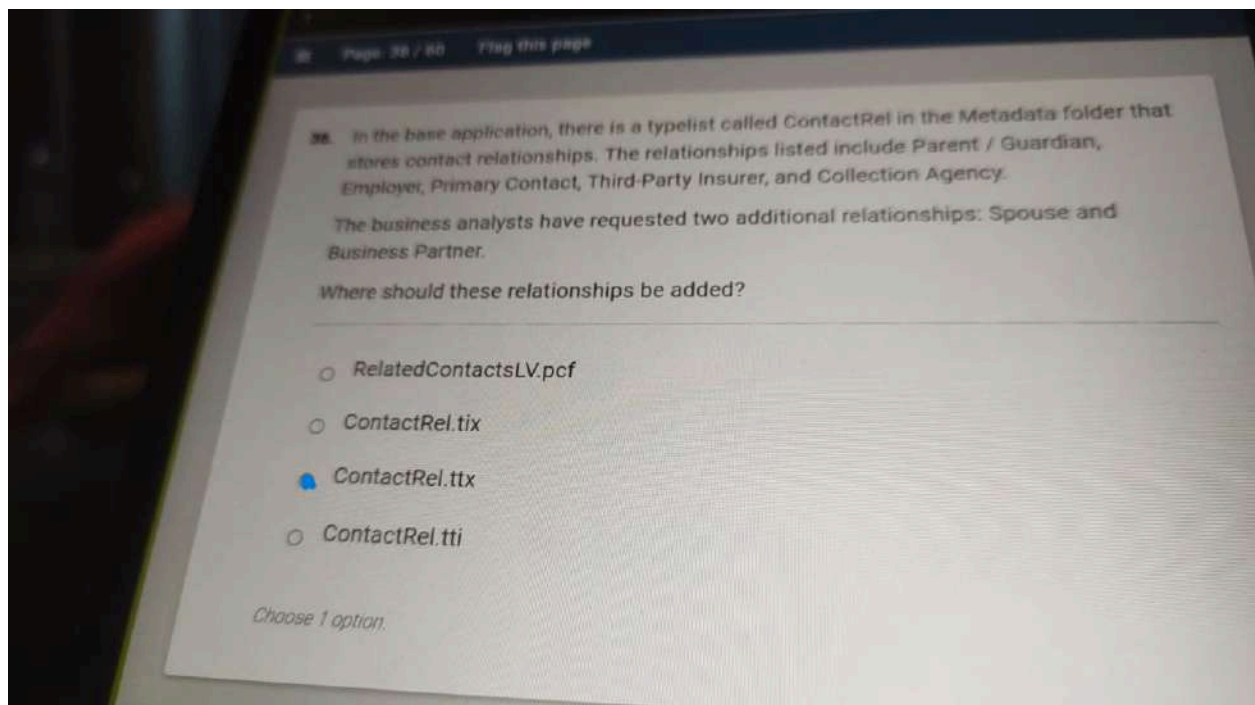 Page: 38 / 60 Flag this page
38. In the base application, there is a typelist called ContactRel in the Metadata folder that
stores contact relationships. The relationships listed include Parent / Guardian,
Employer, Primary Contact, Third-Party Insurer, and Collection Agency.
The business analysts have requested two additional relationships: Spouse and
Business Partner.
Where should these relationships be added?
RelatedContactsLV.pcf
ContactRel.tix
ContactRel.ttx
ContactRel.tti
Choose 1 option.